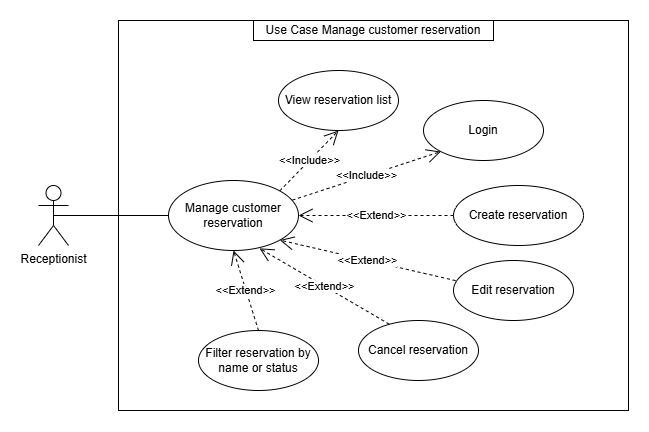 Use Case Manage customer reservation
View reservation list
Login
<<Include>>
<<Include>>
Manage customer
reservation
<<Extend>>
Create reservation
Receptionist
<<Extend>>
Edit reservation
<<Extend>>
<<Extend>>
Filter reservation by
name or status
Cancel reservation